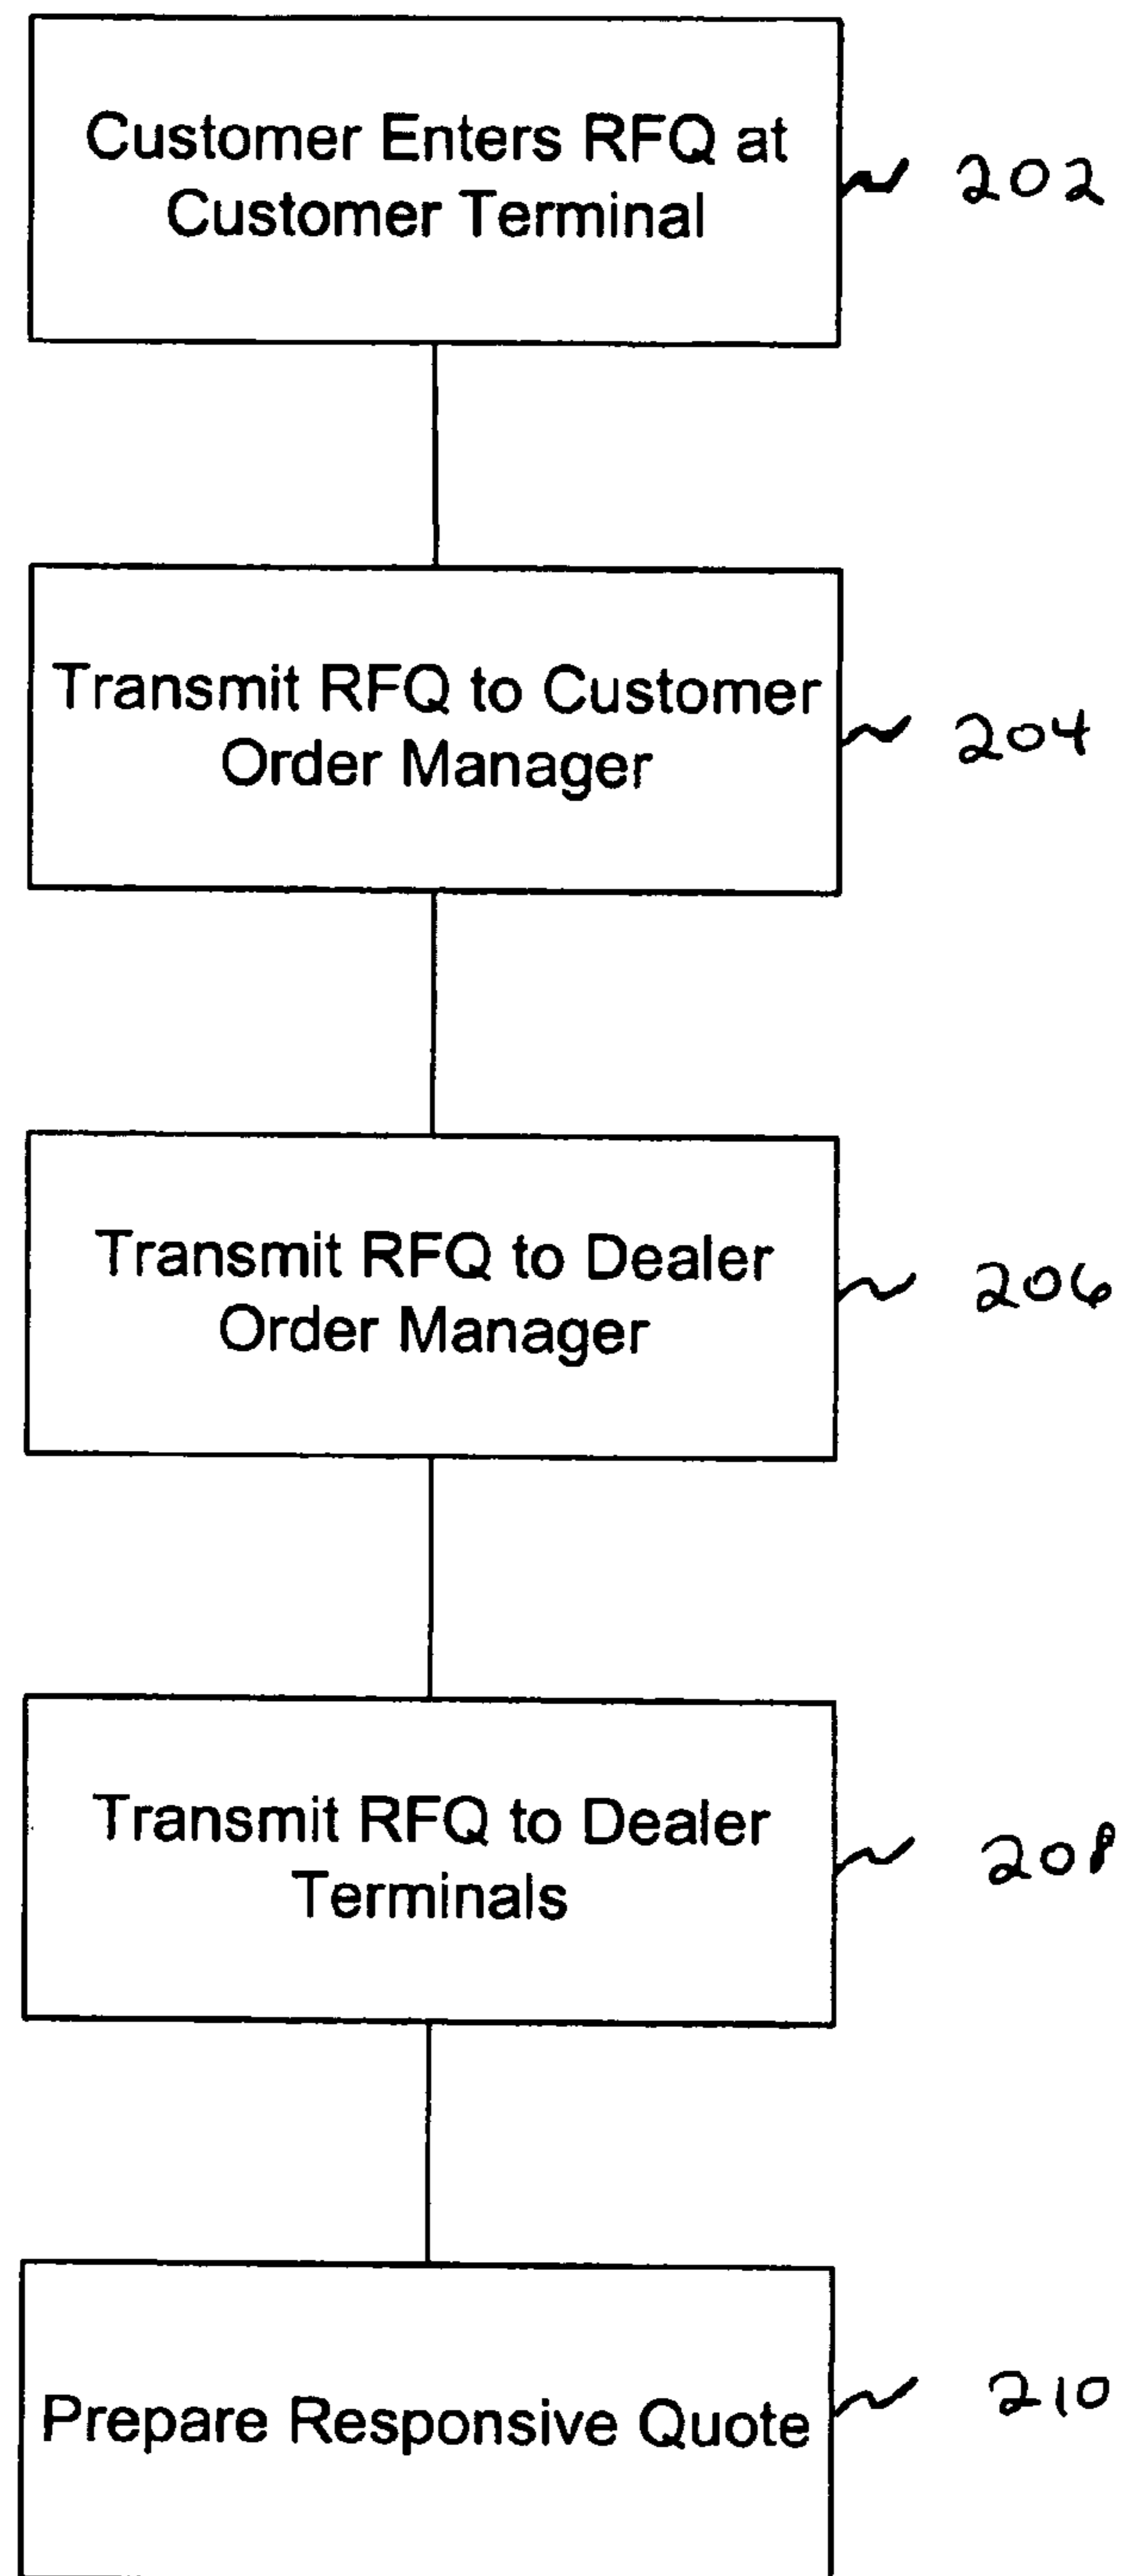 Customer Enters RFQ at
Customer Terminal
202
Transmit RFQ to Customer
Order Manager
204
Transmit RFQ to Dealer
Order Manager
206
Transmit RFQ to Dealer
Terminals
208
Prepare Responsive Quote
210